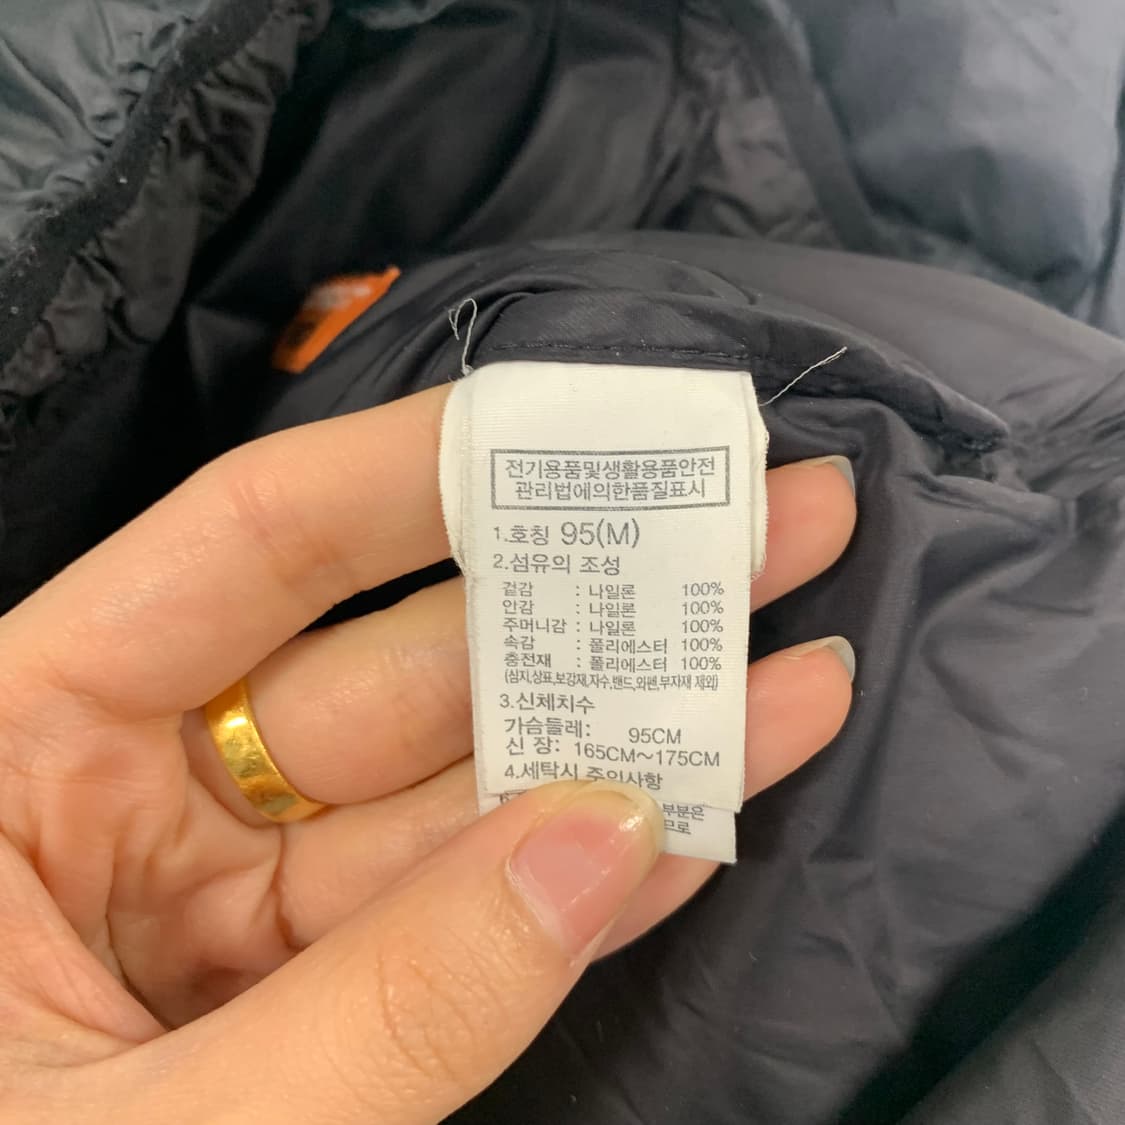 전기용품및생활용품안전
관리법에의한품질표시
1.호칭 95(M)
2.섬유의 조성
겉감 : 나일론 100%
안감 : 나일론 100%
주머니감 : 나일론 100%
속감 : 폴리에스터 100%
충전재 : 폴리에스터 100%
(심지,상표,보강재,자수,밴드,와펜,부자재 제외)
3.신체치수
가슴둘레: 95CM
신 장: 165CM~175CM
4.세탁시 주의사항
부분은
므로